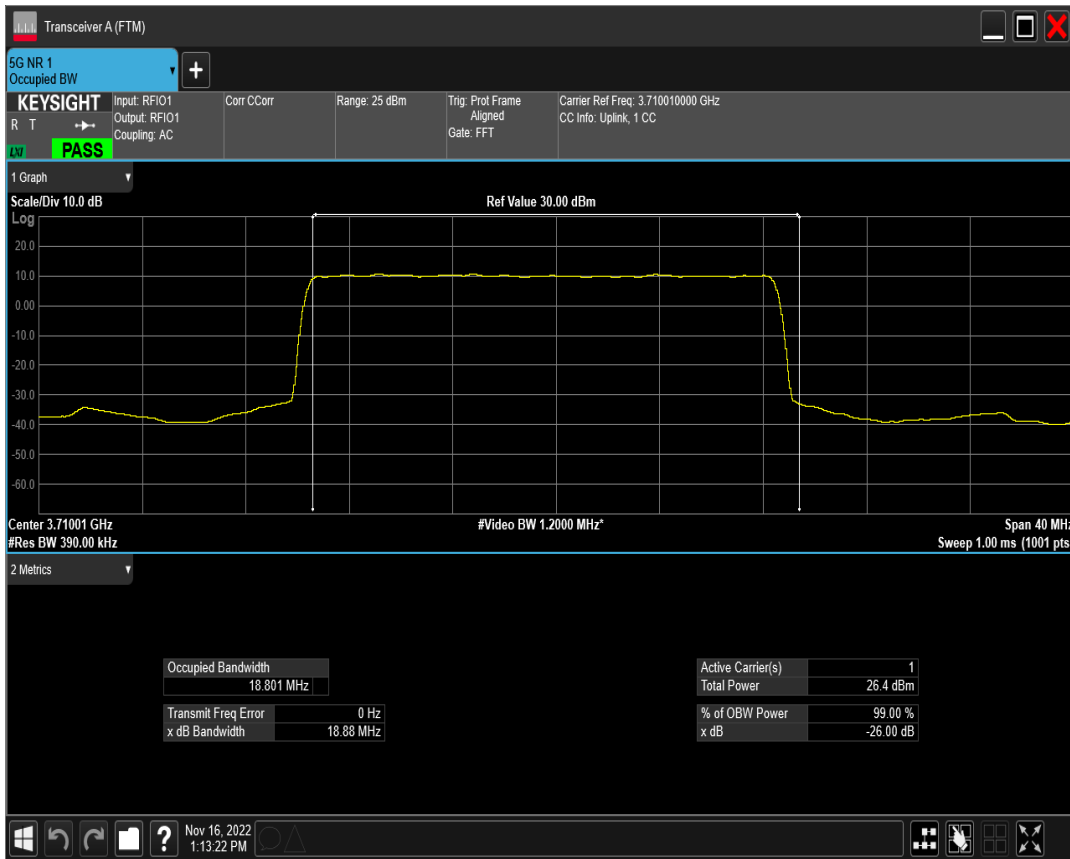 Transceiver A (FTM)
5G NR 1
Occupied BW
+
KEYSIGHT
R T
LXI
PASS
Input: RFIO1
Output: RFIO1
Coupling: AC
Corr CCorr
Range: 25 dBm
Trig: Prot Frame
Aligned
Gate: FFT
Carrier Ref Freq: 3.710010000 GHz
CC Info: Uplink, 1 CC
1 Graph
Scale/Div 10.0 dB
Ref Value 30.00 dBm
Log
20.0
10.0
0.00
-10.0
-20.0
-30.0
-40.0
-50.0
-60.0
Center 3.71001 GHz
#Video BW 1.2000 MHz*
Span 40 MHz
#Res BW 390.00 kHz
Sweep 1.00 ms (1001 pts
2 Metrics
Occupied Bandwidth
18.801 MHz
Transmit Freq Error 0 Hz
x dB Bandwidth 18.88 MHz
Active Carrier(s) 1
Total Power 26.4 dBm
% of OBW Power 99.00 %
x dB -26.00 dB
?
Nov 16, 2022
1:13:22 PM